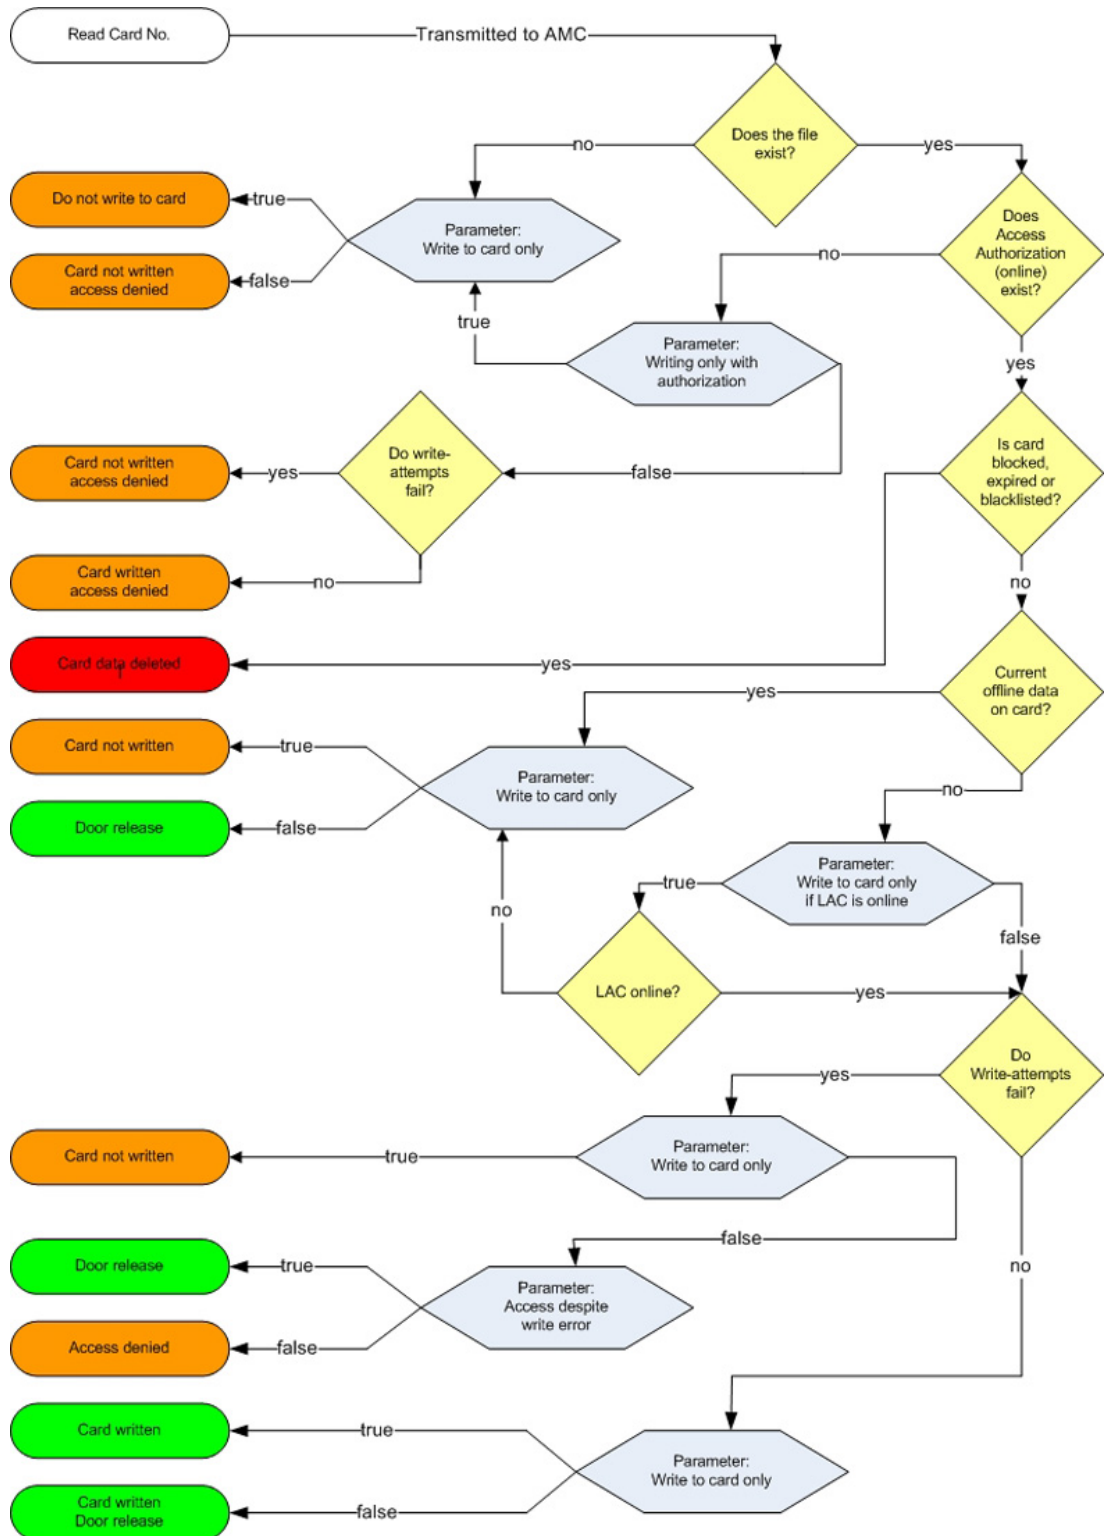 Read Card No.
Transmitted to AMC
Does the file
exist?
no
yes
Do not write to card
true
Parameter:
Write to card only
Does
Access
Authorization
(online)
exist?
Card not written
access denied
false
no
true
Parameter:
Writing only with
authorization
yes
Card not written
access denied
yes
Do write-
attempts
fail?
false
Is card
blocked,
expired or
blacklisted?
Card written
access denied
no
no
Card data deleted
yes
Current
offline data
on card?
yes
Card not written
true
Parameter:
Write to card only
no
Door release
false
Parameter:
Write to card only
if LAC is online
true
no
false
LAC online?
yes
Do
Write-attempts
fail?
yes
Card not written
true
Parameter:
Write to card only
false
no
Door release
true
Parameter:
Access despite
write error
Access denied
false
Card written
true
Parameter:
Write to card only
Card written
Door release
false